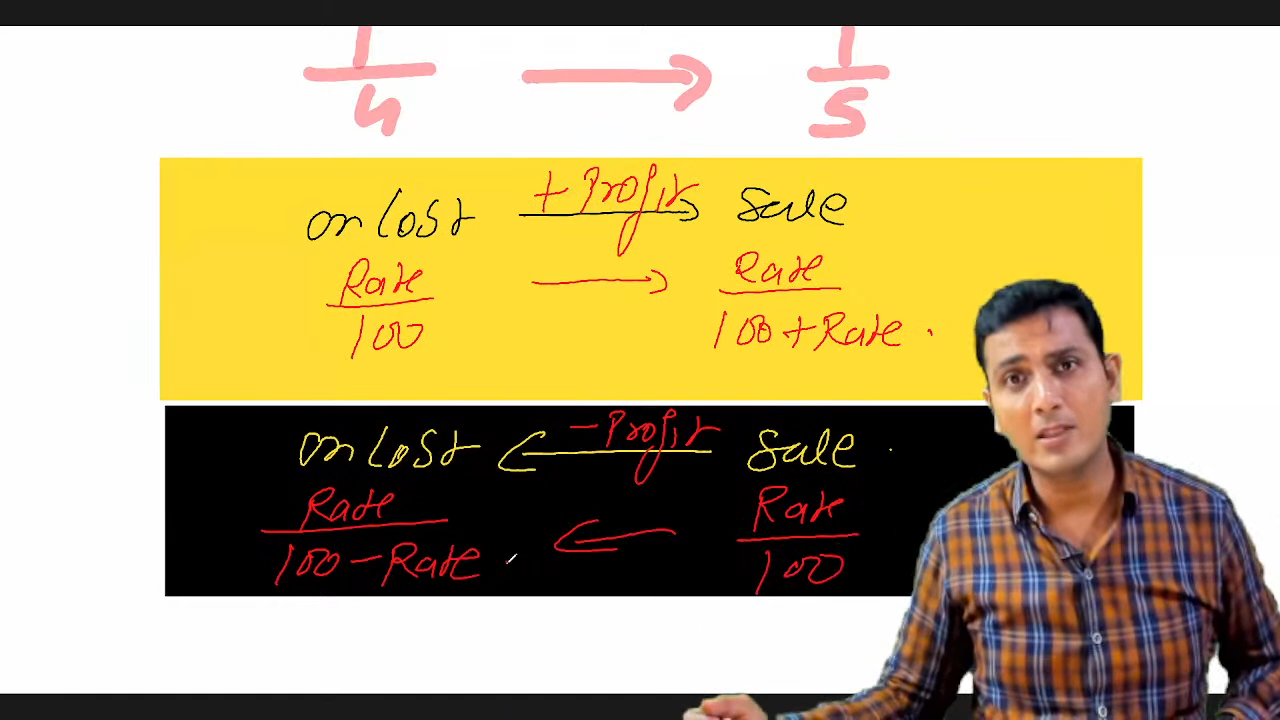 1/4 → 1/5
on Cost +Profit → Sale
Rate/100 → Rate/100+Rate.
on Cost ← -Profit Sale.
Rate/100-Rate. ← Rate/100